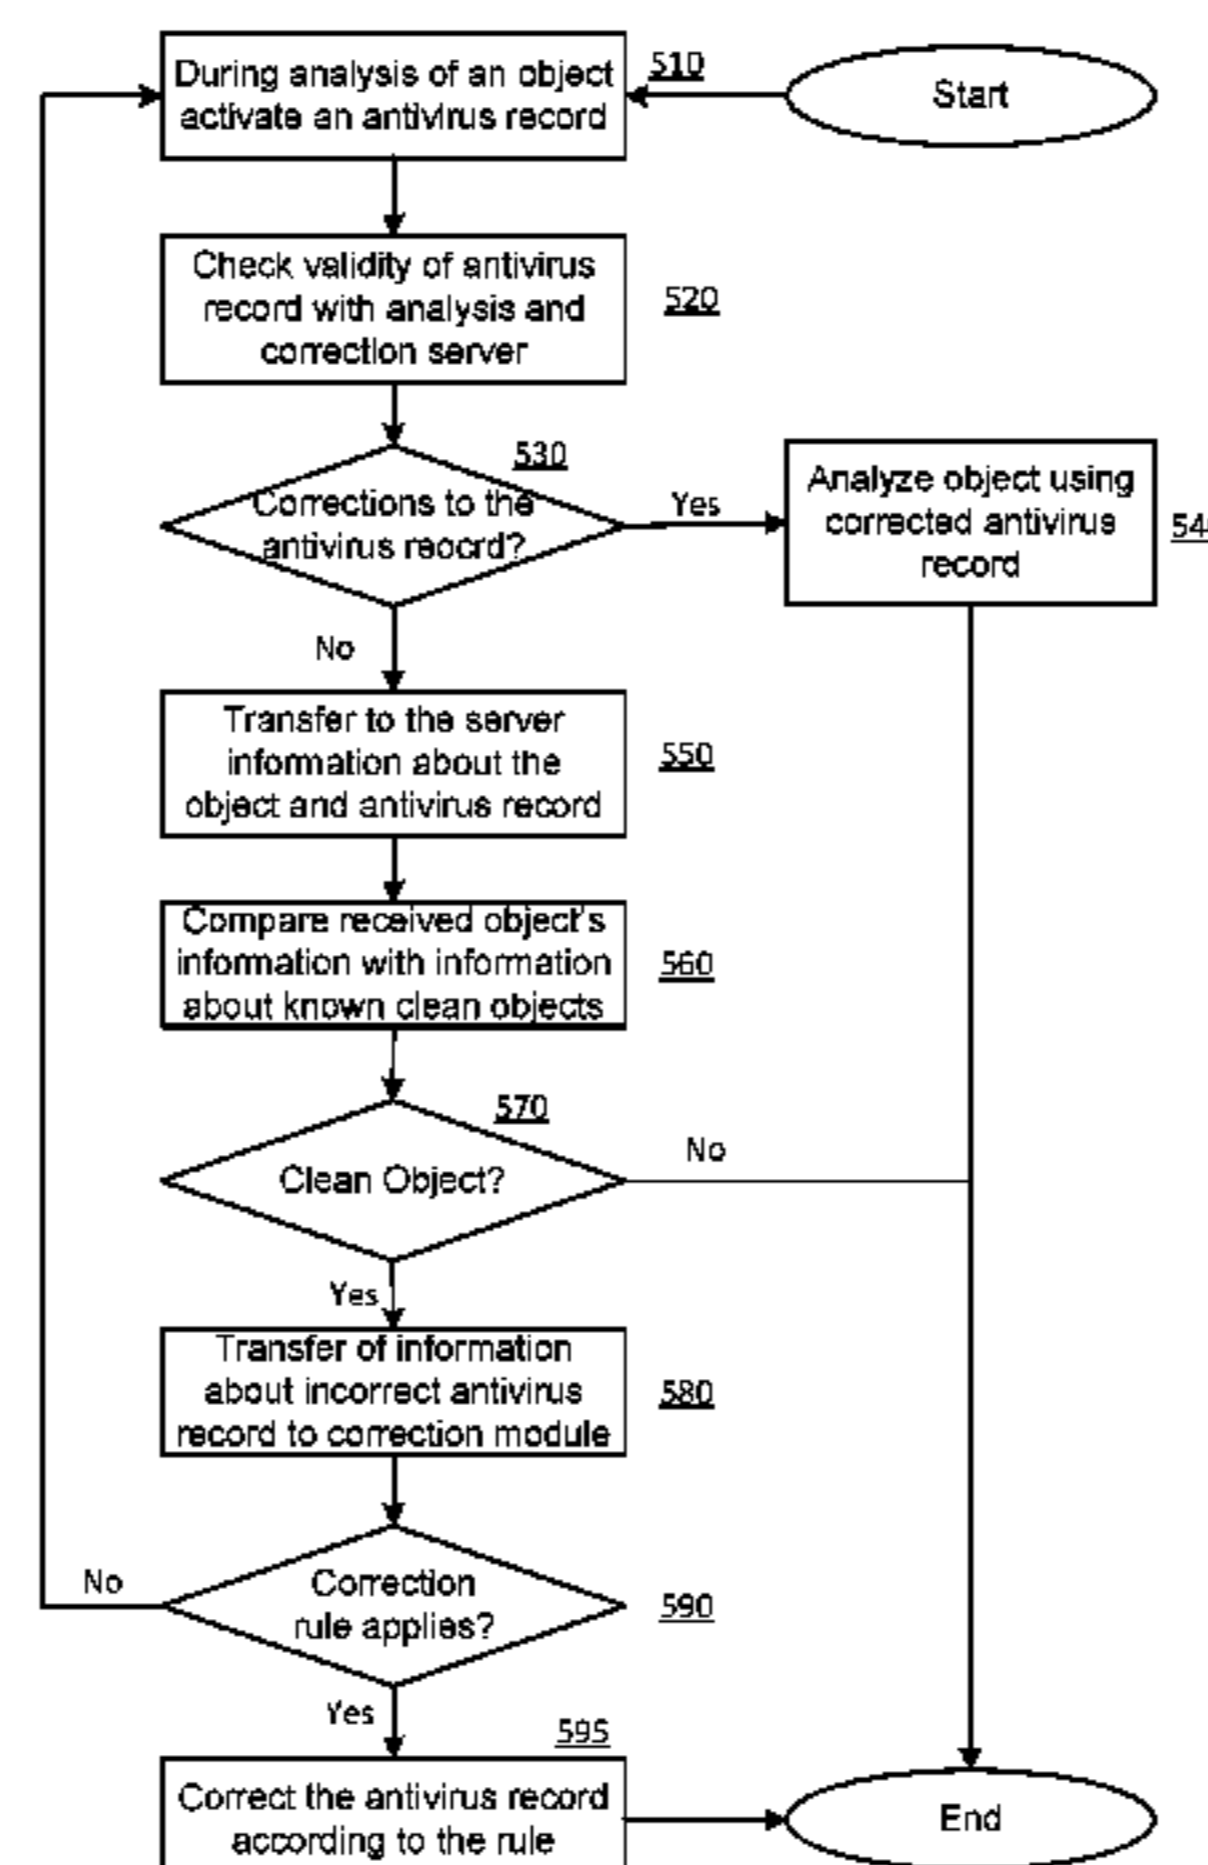 During analysis of an object
activate an antivirus record
510
Start
Check validity of antivirus
record with analysis and
correction server
520
530
Corrections to the
antivirus reocrd?
Yes
Analyze object using
corrected antivirus
record
No
Transfer to the server
information about the
object and antivirus record
550
Compare received object's
information with information
about known clean objects
560
570
Clean Object?
No
Yes
Transfer of information
about incorrect antivirus
record to correction module
580
Correction
rule applies?
590
No
Yes
595
Correct the antivirus record
according to the rule
End